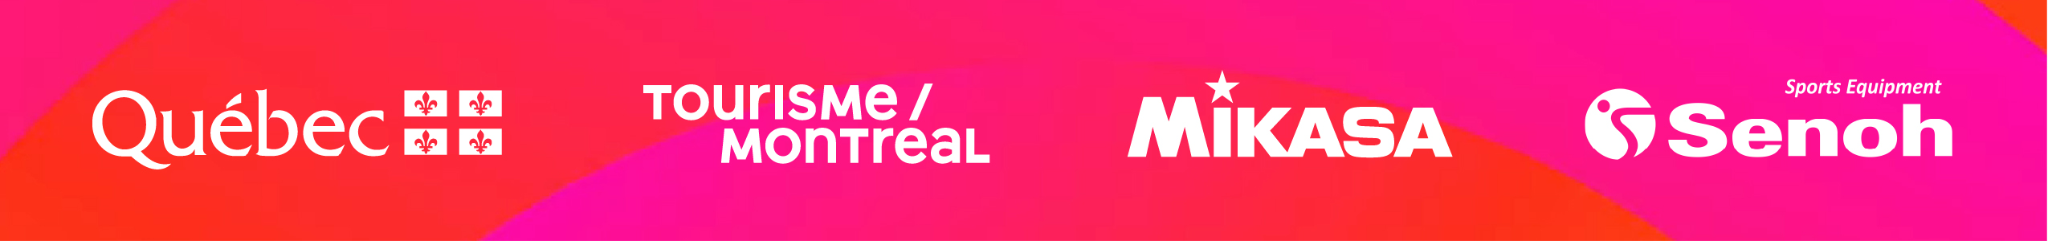 Québec
TOURISMe /
MONTREAL
MiKASA
Sports Equipment
Senoh